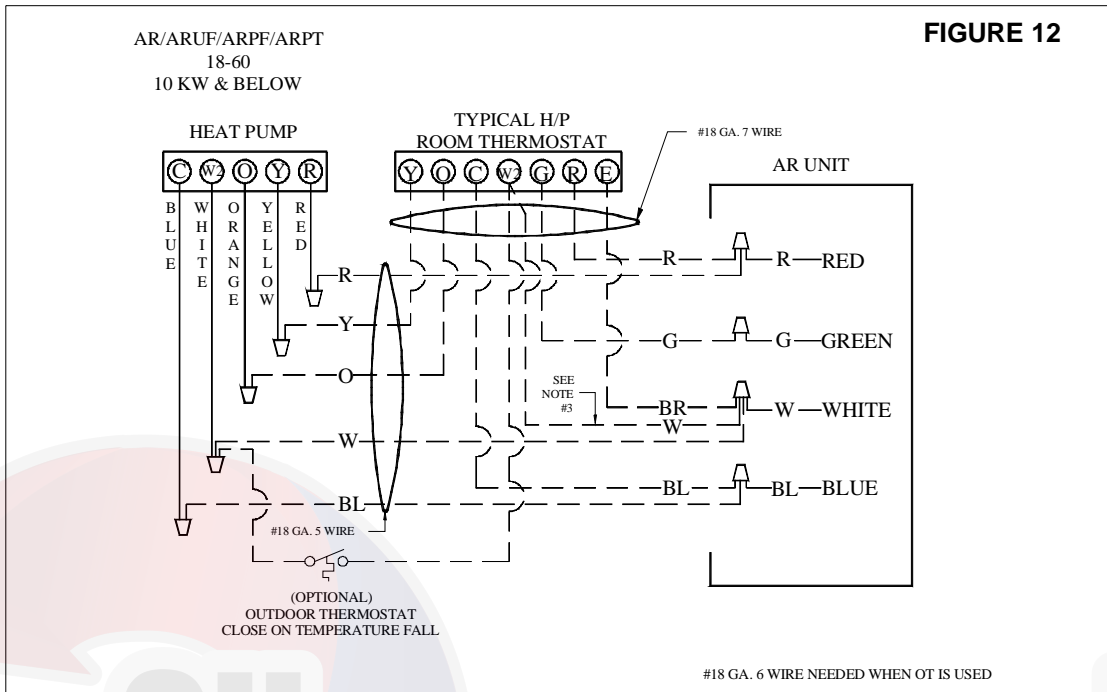 FIGURE 12
AR/ARUF/ARPF/ARPT
18-60
10 KW & BELOW
HEAT PUMP
TYPICAL H/P
ROOM THERMOSTAT
#18 GA. 7 WIRE
AR UNIT
C W2 O Y R
Y O C W2 G R E
BLUE
WHITE
ORANGE
YELLOW
RED
R
R
R RED
Y
G
G GREEN
O
SEE
NOTE
#3
BR
W WHITE
W
W
BL
BL
BL BLUE
#18 GA. 5 WIRE
(OPTIONAL)
OUTDOOR THERMOSTAT
CLOSE ON TEMPERATURE FALL
#18 GA. 6 WIRE NEEDED WHEN OT IS USED